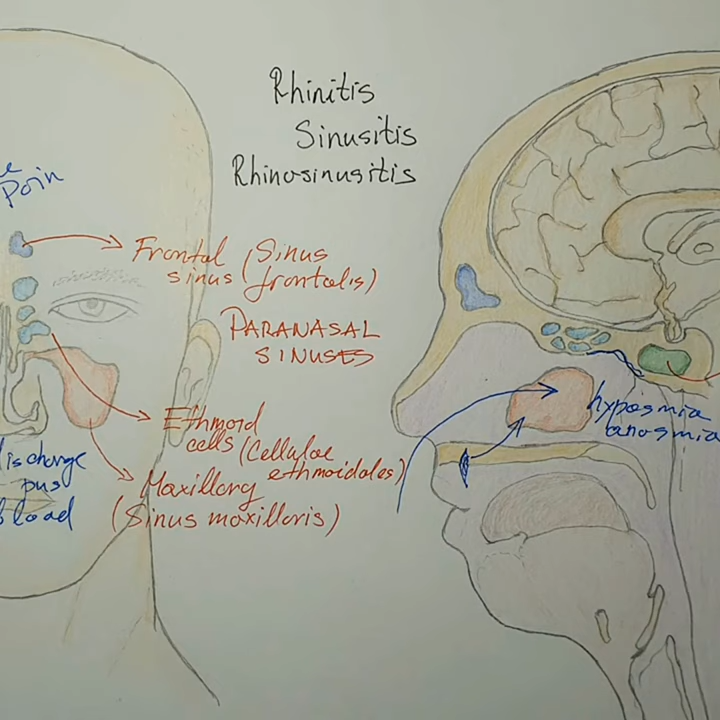 Rhinitis
Sinusitis
Rhinosinusitis
Pain
Frontal (Sinus
sinus frontalis)
PARANASAL
SINUSES
Ethmoid
cells (Cellulae
ethmoidales)
Maxillary
(Sinus maxillaris)
discharge
pus
blood
hyposmia
anosmia